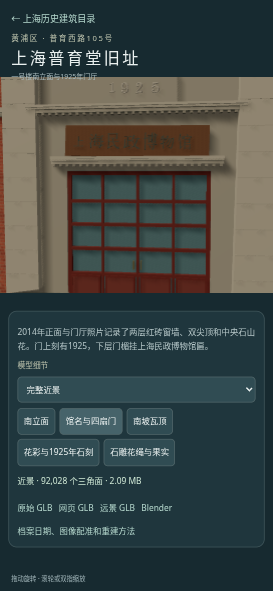 ← 上海历史建筑目录
黄浦区 · 普育西路105号
上海普育堂旧址
一号楼南立面与1925年门厅
1925
2014年正面与门厅照片记录了两层红砖窗墙、双尖顶和中央石山花。门上刻有1925，下层门楣挂上海民政博物馆匾。
模型细节
完整近景
南立面
馆名与四扇门
南坡瓦顶
花彩与1925年石刻
石雕花绳与果实
近景 · 92,028 个三角面 · 2.09 MB
原始 GLB 网页 GLB 远景 GLB Blender
档案日期、图像配准和重建方法
拖动旋转 · 滚轮或双指缩放